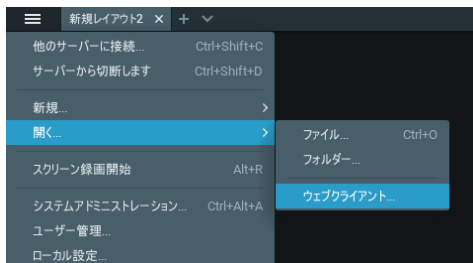 新規レイアウト2
他のサーバーに接続... Ctrl+Shift+C
サーバーから切断します Ctrl+Shift+D
新規...
開く...
ファイル... Ctrl+O
フォルダー...
スクリーン録画開始 Alt+R
ウェブクライアント...
システムアドミニストレーション... Ctrl+Alt+A
ユーザー管理...
ローカル設定...